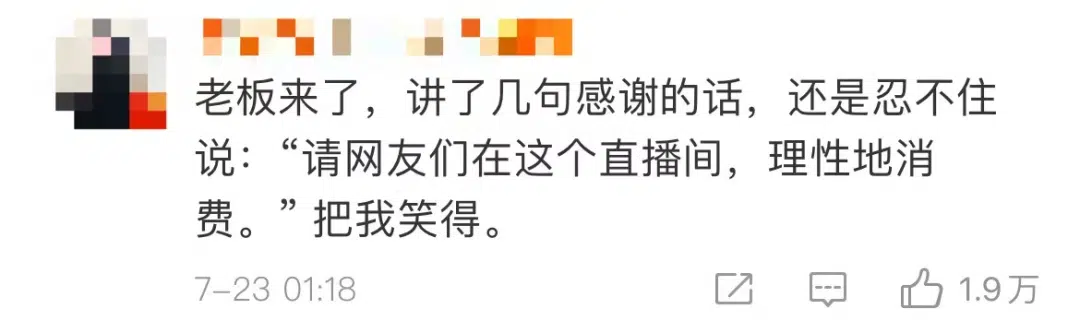 老板来了，讲了几句感谢的话，还是忍不住
说：“请网友们在这个直播间，理性地消
费。” 把我笑得。
7-23 01:18
1.9万